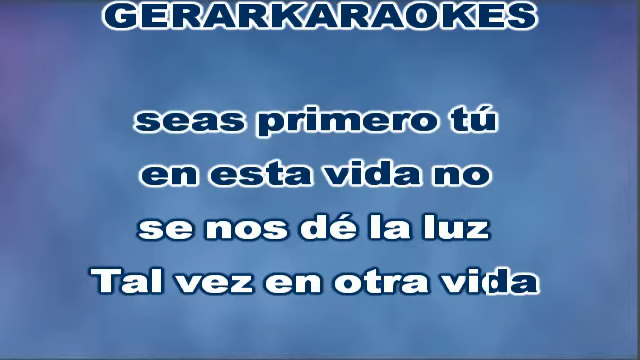 GERARKARAOKES
seas primero tú
en esta vida no
se nos dé la luz
Tal vez en otra vida